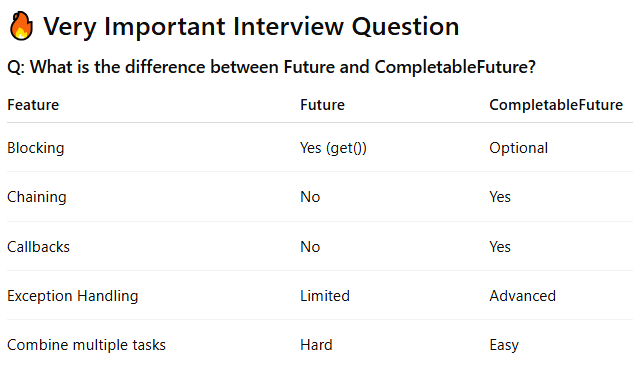 🔥 Very Important Interview Question
Q: What is the difference between Future and CompletableFuture?
Feature Future CompletableFuture
Blocking Yes (get()) Optional
Chaining No Yes
Callbacks No Yes
Exception Handling Limited Advanced
Combine multiple tasks Hard Easy